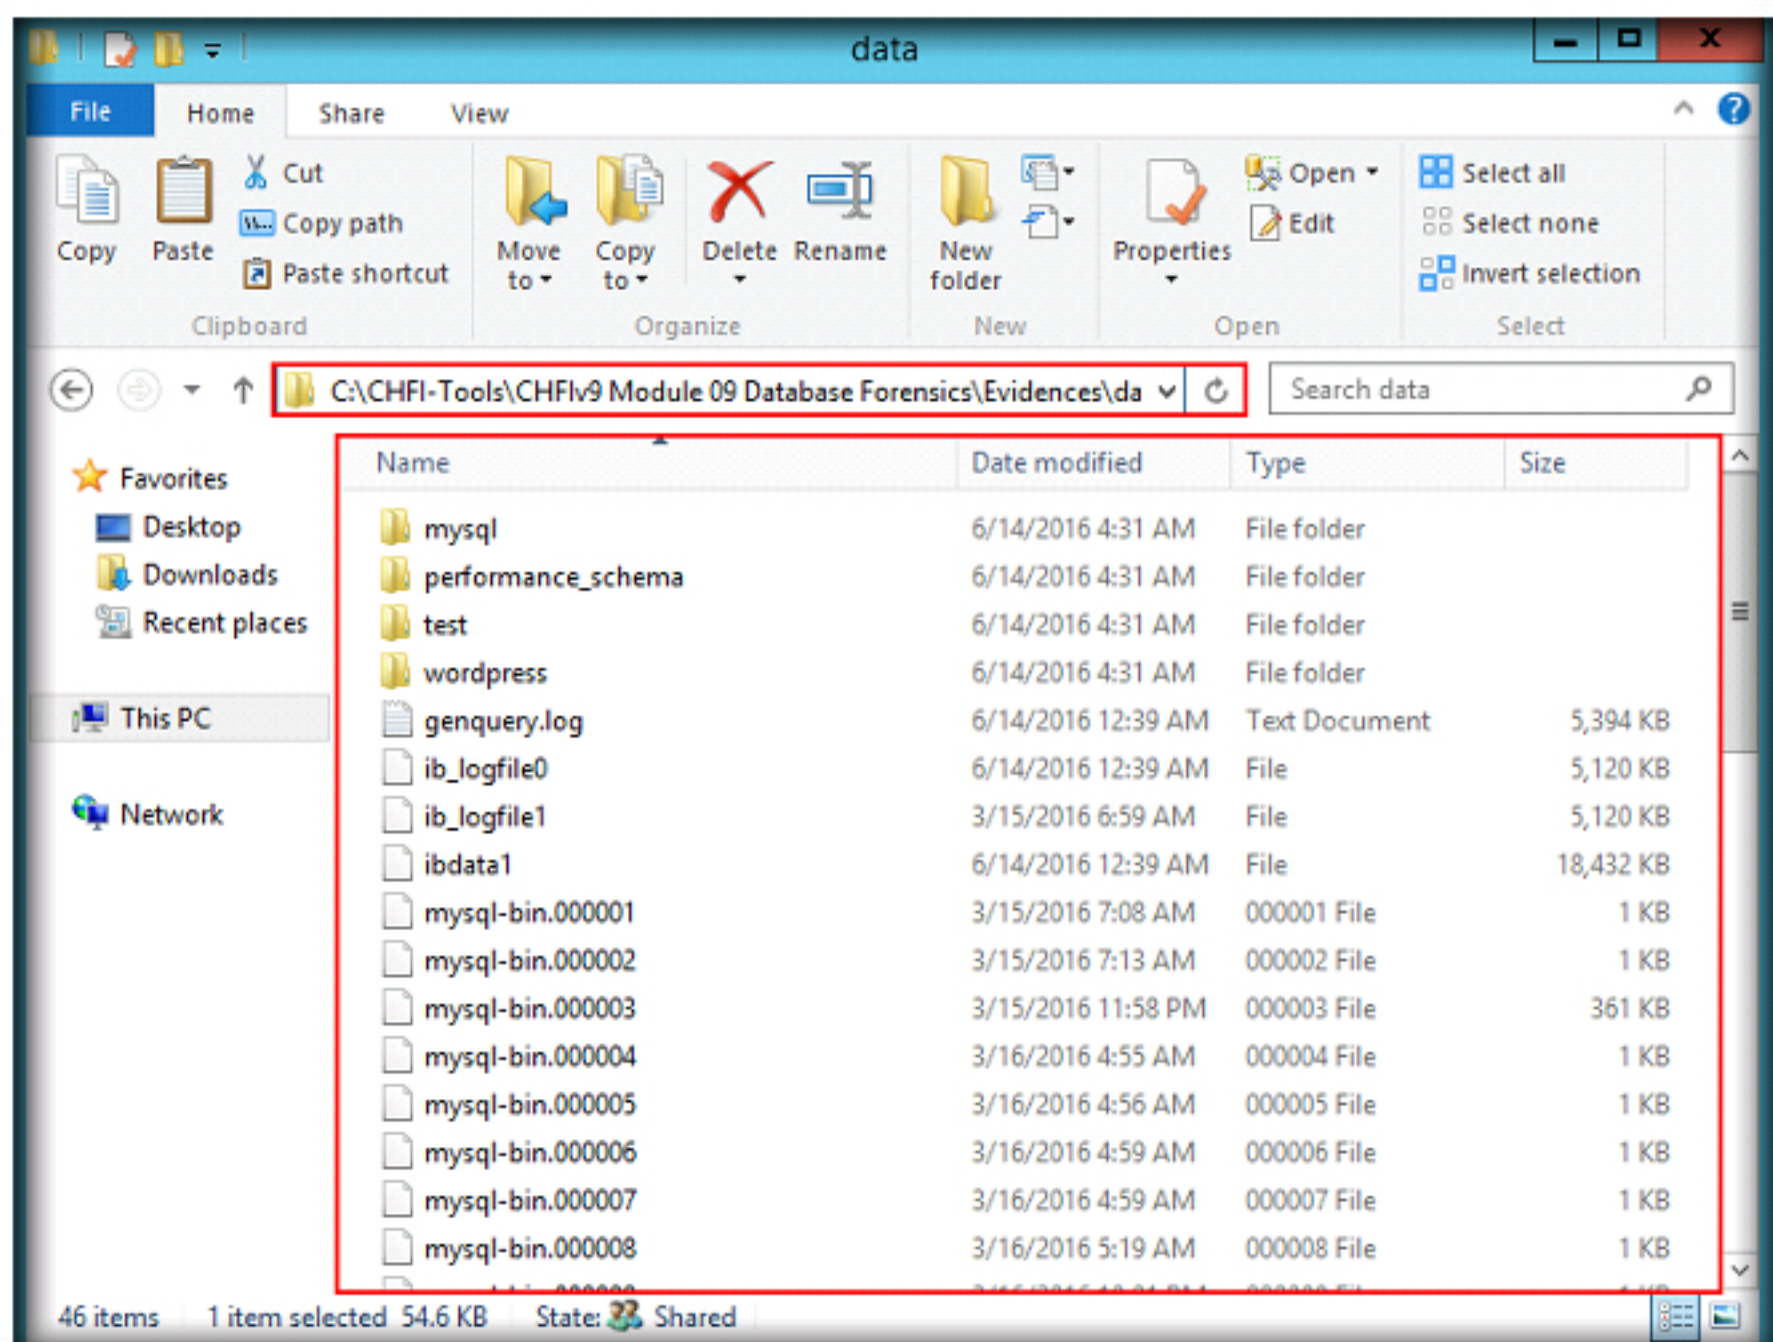 data
File Home Share View
Copy Paste Cut Copy path Paste shortcut
Move to Copy to Delete Rename
New folder
Properties Open Edit
Select all Select none Invert selection
Clipboard Organize New Open Select
C:\CHFI-Tools\CHFIv9 Module 09 Database Forensics\Evidences\da Search data
Favorites
Desktop
Downloads
Recent places
This PC
Network
Name Date modified Type Size
mysql 6/14/2016 4:31 AM File folder
performance_schema 6/14/2016 4:31 AM File folder
test 6/14/2016 4:31 AM File folder
wordpress 6/14/2016 4:31 AM File folder
genquery.log 6/14/2016 12:39 AM Text Document 5,394 KB
ib_logfile0 6/14/2016 12:39 AM File 5,120 KB
ib_logfile1 3/15/2016 6:59 AM File 5,120 KB
ibdata1 6/14/2016 12:39 AM File 18,432 KB
mysql-bin.000001 3/15/2016 7:08 AM 000001 File 1 KB
mysql-bin.000002 3/15/2016 7:13 AM 000002 File 1 KB
mysql-bin.000003 3/15/2016 11:58 PM 000003 File 361 KB
mysql-bin.000004 3/16/2016 4:55 AM 000004 File 1 KB
mysql-bin.000005 3/16/2016 4:56 AM 000005 File 1 KB
mysql-bin.000006 3/16/2016 4:59 AM 000006 File 1 KB
mysql-bin.000007 3/16/2016 4:59 AM 000007 File 1 KB
mysql-bin.000008 3/16/2016 5:19 AM 000008 File 1 KB
46 items 1 item selected 54.6 KB State: Shared